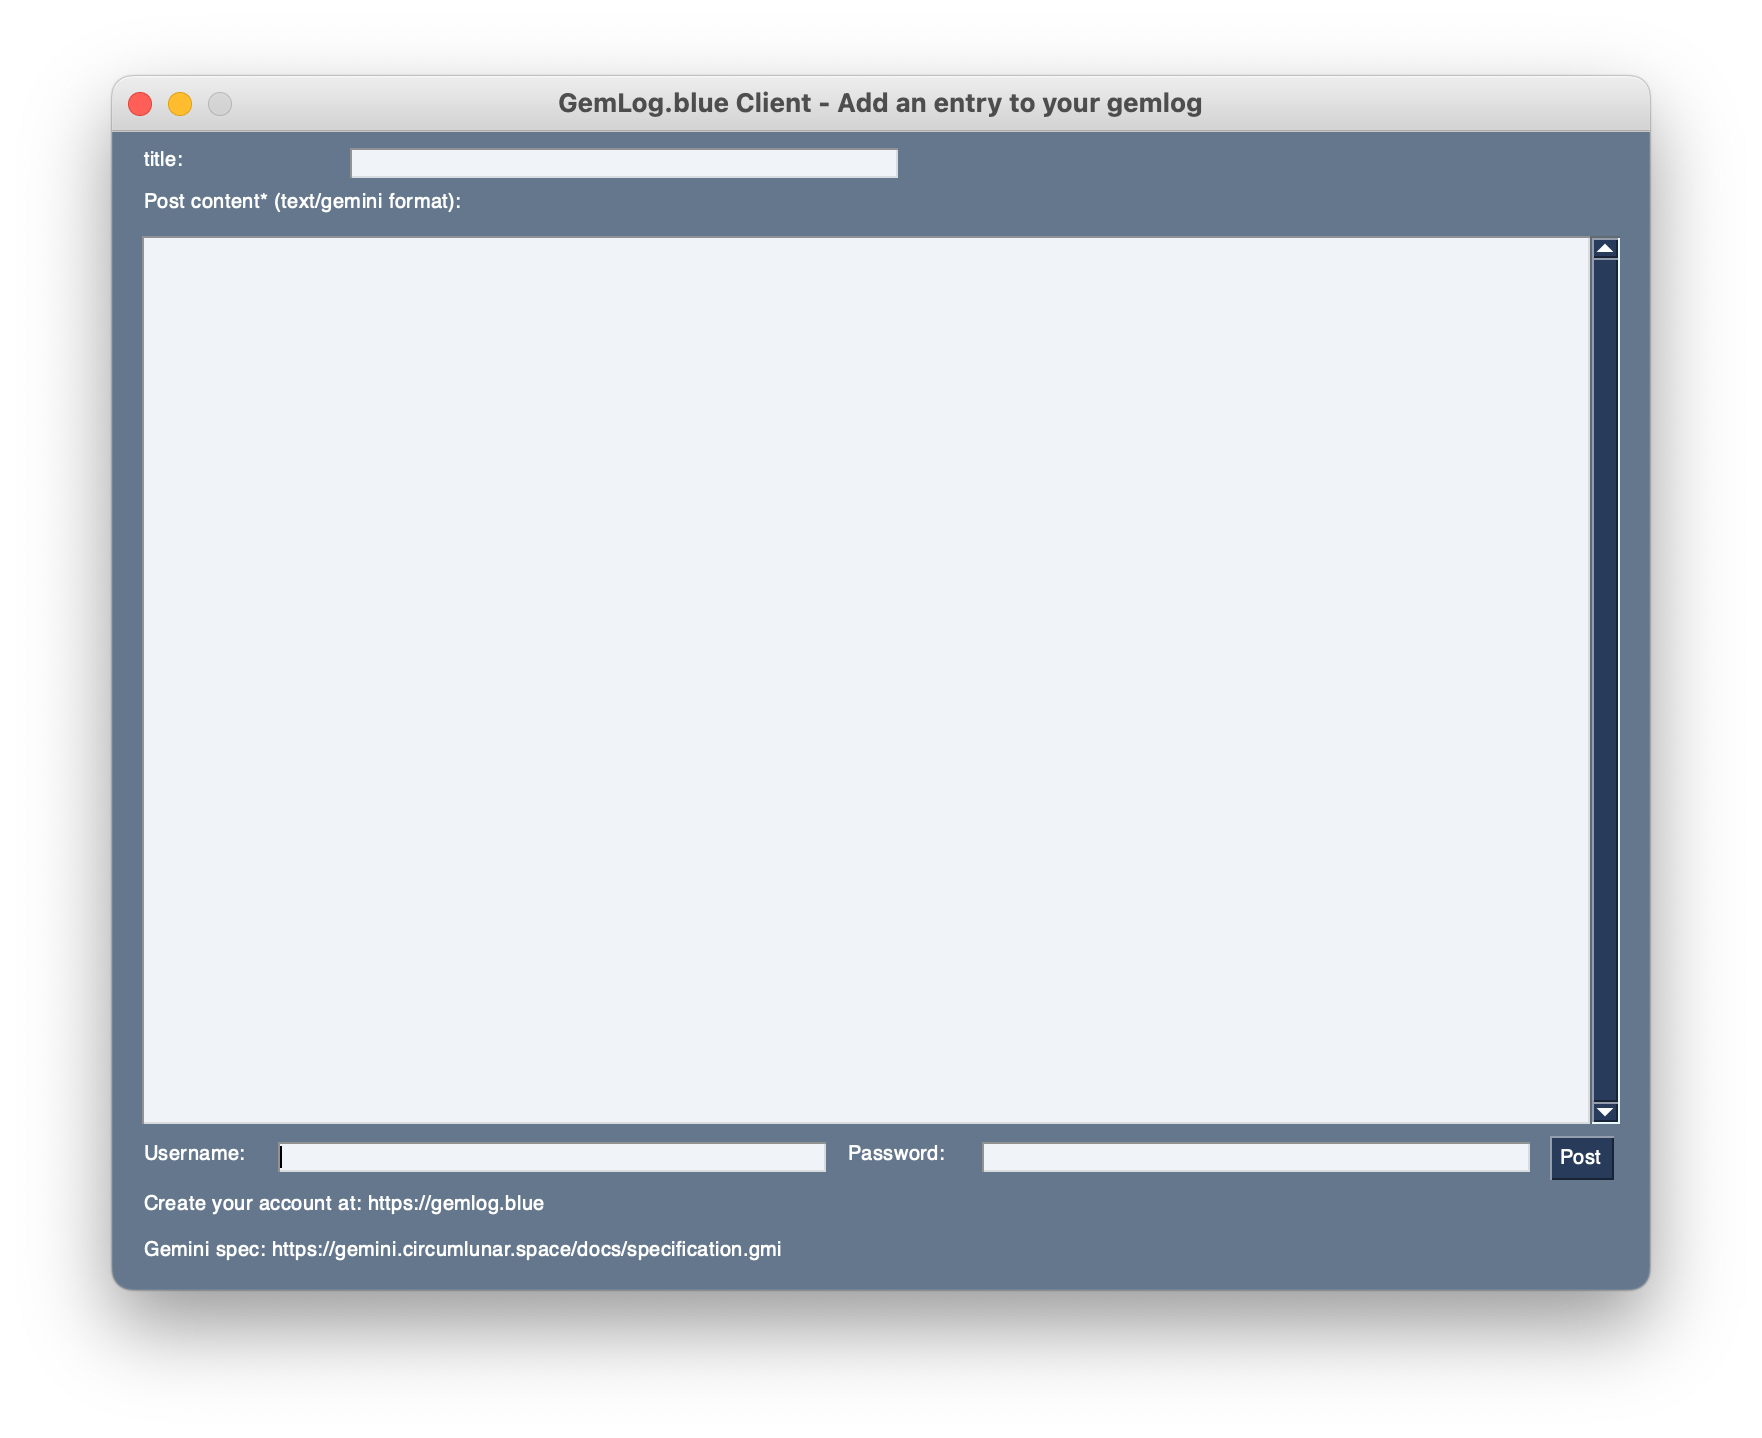 GemLog.blue Client - Add an entry to your gemlog
title:
Post content* (text/gemini format):
Username: Password: Post
Create your account at: https://gemlog.blue
Gemini spec: https://gemini.circumlunar.space/docs/specification.gmi